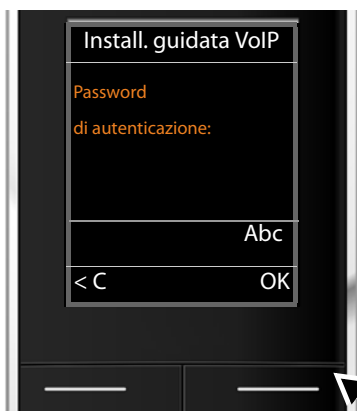 Install. guidata VoIP
Password
di autenticazione:
Abc
< C OK